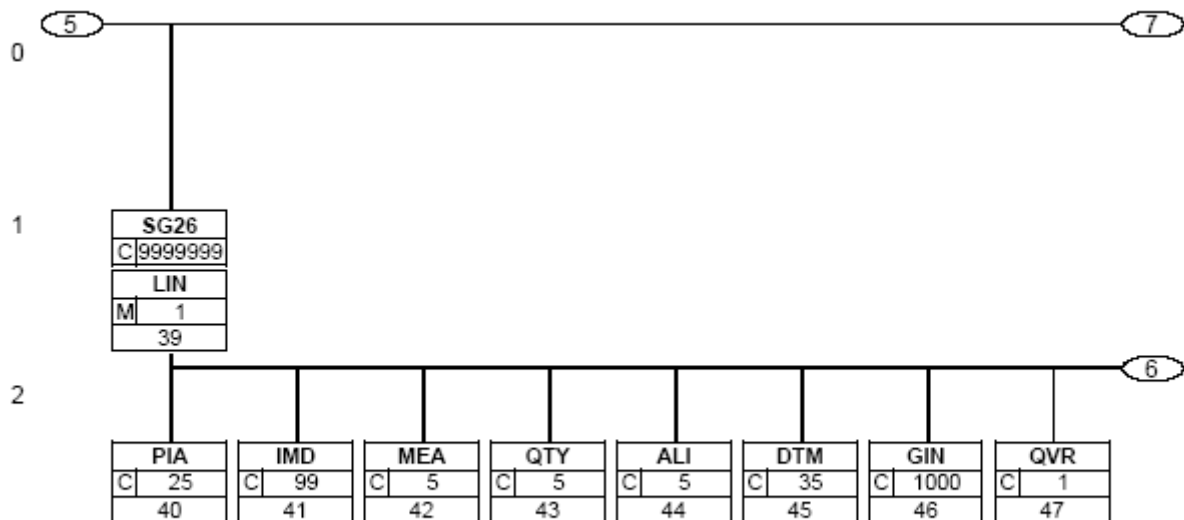 5 7
0
1
SG26
C 9999999
LIN
M 1
39
6
2
PIA IMD MEA QTY ALI DTM GIN QVR
C 25 C 99 C 5 C 5 C 5 C 35 C 1000 C 1
40 41 42 43 44 45 46 47